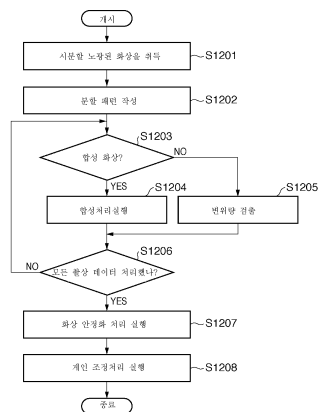 개시
시분할 노광된 화상을 취득
S1201
분할 패턴 작성
S1202
S1203
합성 화상?
NO
YES
S1204
S1205
합성처리실행
변위량 검출
S1206
NO
모든 촬상 데이터 처리했나?
YES
화상 안정화 처리 실행
S1207
게인 조정처리 실행
S1208
종료